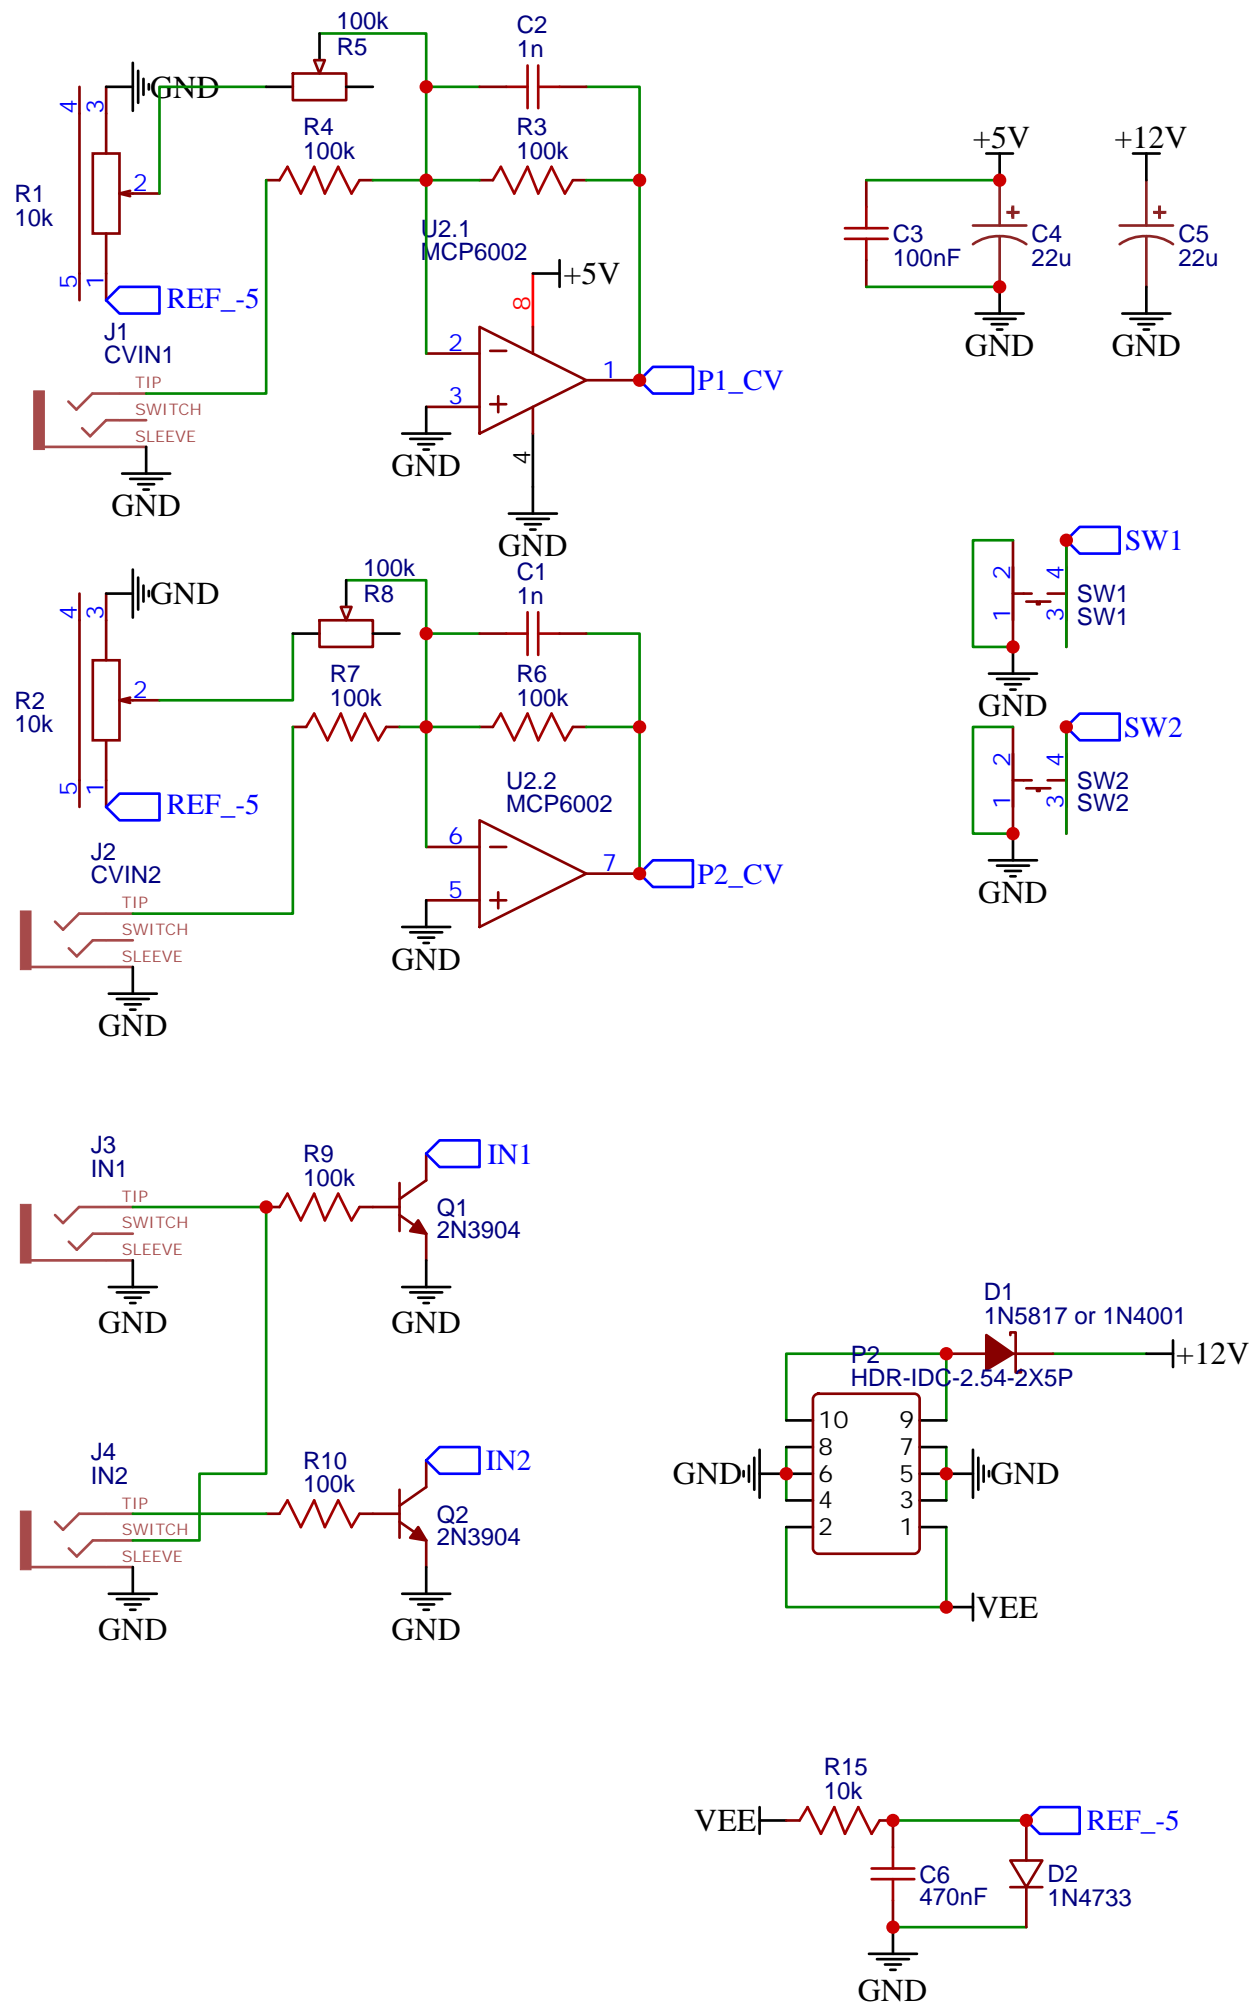 100k
R5
C2
1n
GND
4
3
R4
100k
R3
100k
+5V
+12V
2
R1
10k
C3
100nF
+
C4
22u
+
C5
22u
5
1
REF_-5
U2.1
MCP6002
8
+5V
GND
GND
J1
CVIN1
TIP
SWITCH
SLEEVE
GND
2
−
3
+
1
P1_CV
4
GND
GND
SW1
2
1
4
3
SW1
SW1
GND
100k
R8
C1
1n
GND
4
3
R7
100k
R6
100k
2
R2
10k
5
1
REF_-5
SW2
2
1
4
3
SW2
SW2
GND
U2.2
MCP6002
J2
CVIN2
TIP
SWITCH
SLEEVE
GND
6
−
5
+
7
P2_CV
GND
J3
IN1
TIP
SWITCH
SLEEVE
GND
R9
100k
IN1
Q1
2N3904
GND
D1
1N5817 or 1N4001
+12V
P2
HDR-IDC-2.54-2X5P
10
9
8
7
GND
6
5
GND
4
3
2
1
VEE
J4
IN2
TIP
SWITCH
SLEEVE
GND
R10
100k
IN2
Q2
2N3904
GND
R15
10k
VEE
REF_-5
C6
470nF
D2
1N4733
GND